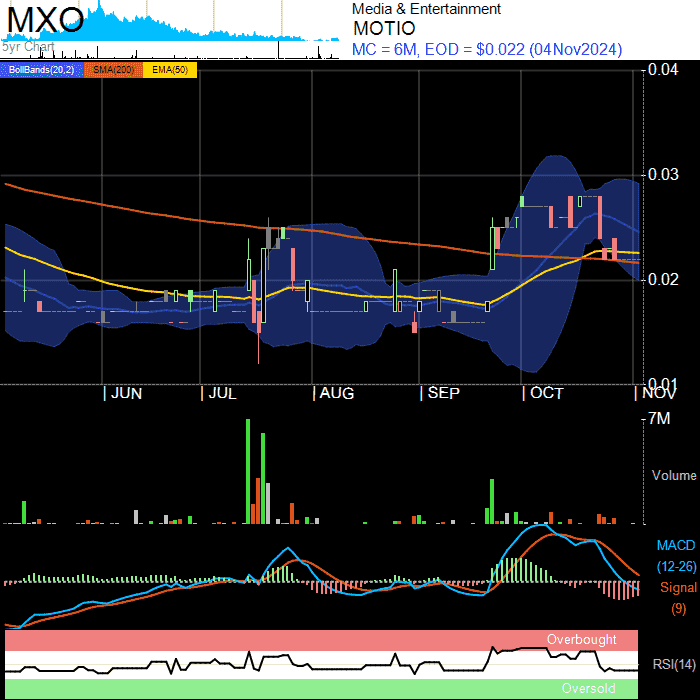 MXO
5yr Chart
Media & Entertainment
MOTIO
MC = 6M, EOD = $0.022 (04Nov2024)
BollBands(20,2) SMA(200) EMA(50)
0.04
0.03
0.02
0.01
JUN JUL AUG SEP OCT NOV
7M
Volume
MACD
(12-26)
Signal
(9)
Overbought
RSI(14)
Oversold